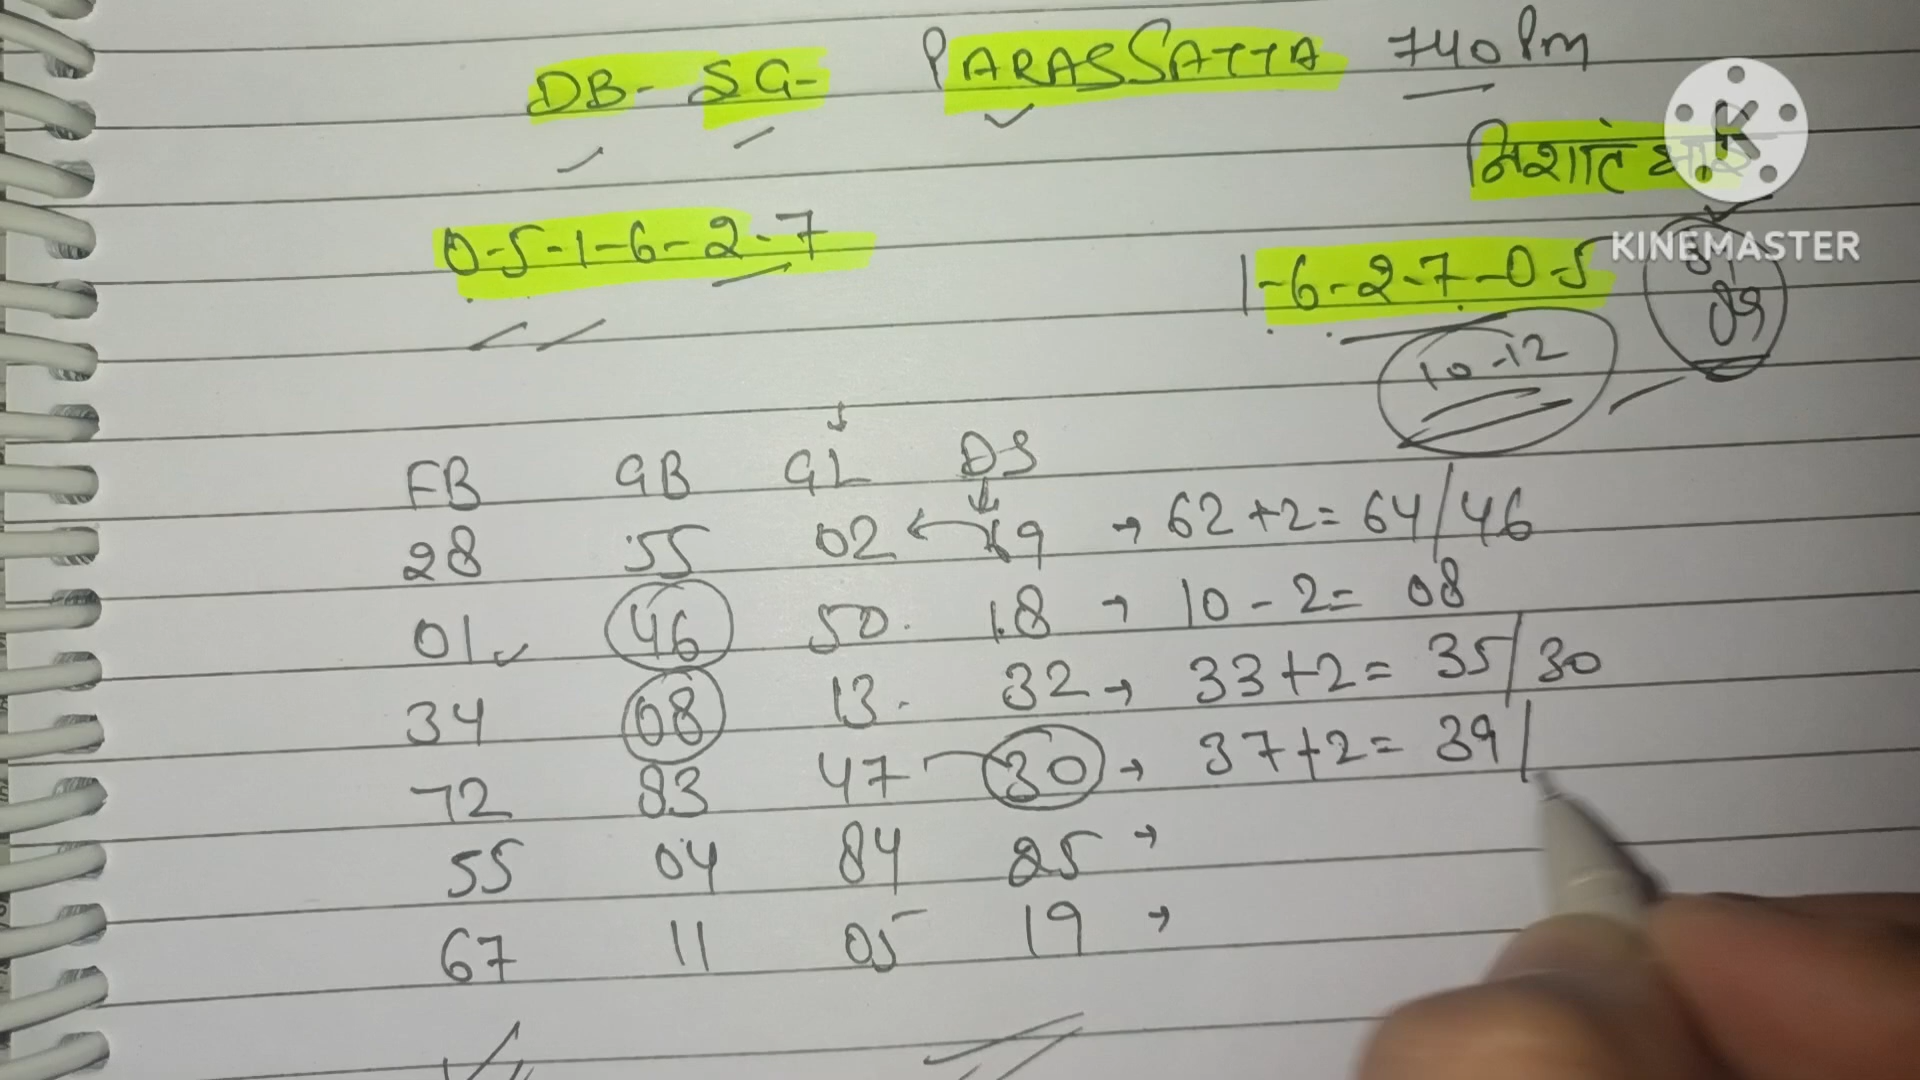 DB- SG- PARASSATTA 740 Pm
निशांत
0-5-1-6-2-7
KINEMASTER
1-6-2-7-0-5
09
10-12
FB GB GL DS
28 55 02 ← 69 → 62+2= 64/46
01 46 50. 18 → 10-2= 08
34 08 13. 32 → 33+2= 35/30
72 83 47 30 → 37+2= 39/
55 04 84 25 →
67 11 05 19 →